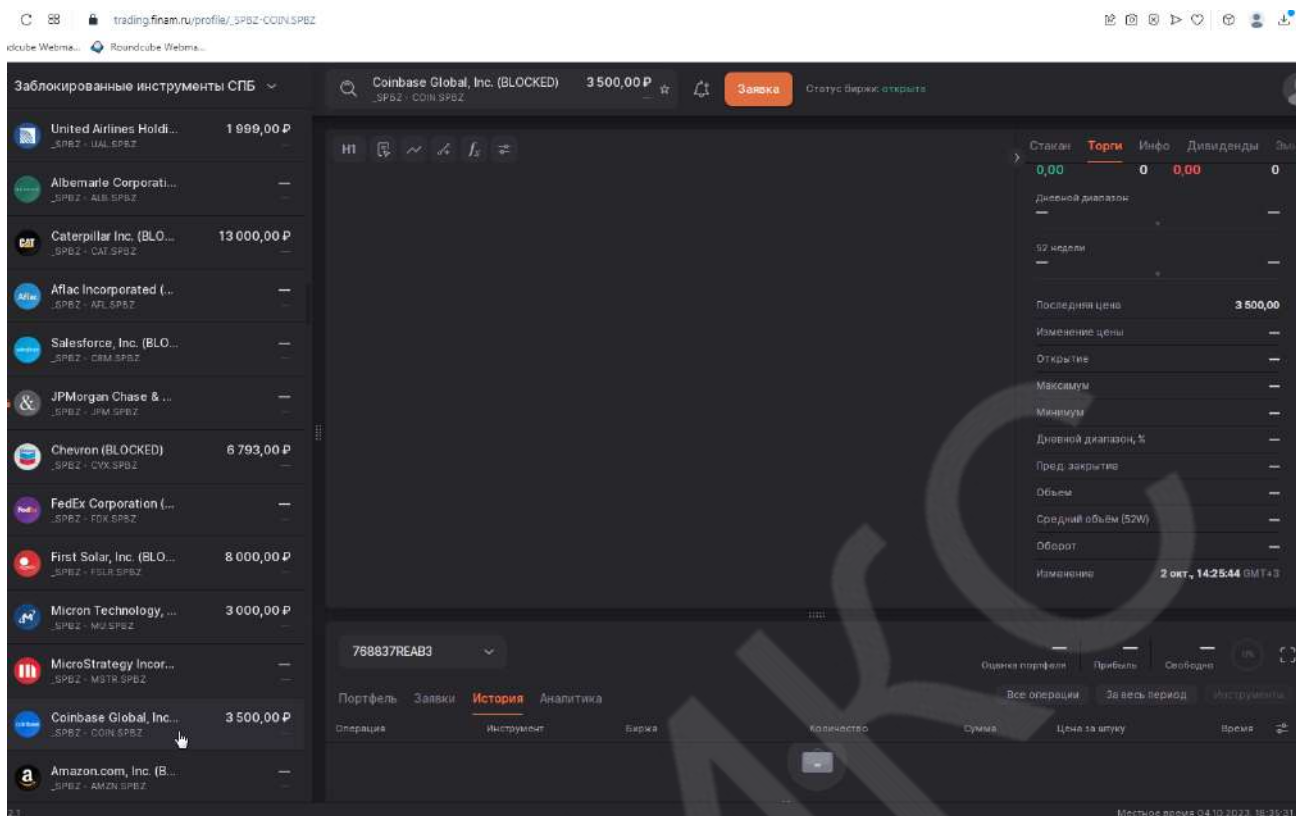 trading.finam.ru/profile/_SPBZ-COIN.SPBZ
Roundcube Webma...
Заблокированные инструменты СПБ
Coinbase Global, Inc. (BLOCKED)
_SPBZ - COIN.SPBZ
3 500,00 ₽
Заявка
Статус биржи: открыта
United Airlines Holdi...
1 999,00 ₽
_SPBZ - UAL.SPBZ
Albemarle Corporati...
—
_SPBZ - ALB.SPBZ
CAT
Caterpillar Inc. (BLO...
13 000,00 ₽
_SPBZ - CAT.SPBZ
Aflac
Aflac Incorporated (...
—
_SPBZ - AFL.SPBZ
Salesforce, Inc. (BLO...
—
_SPBZ - CRM.SPBZ
&
JPMorgan Chase & ...
—
_SPBZ - JPM.SPBZ
Chevron (BLOCKED)
6 793,00 ₽
_SPBZ - CVX.SPBZ
FedEx
FedEx Corporation (...
—
_SPBZ - FDX.SPBZ
First Solar, Inc. (BLO...
8 000,00 ₽
_SPBZ - FSLR.SPBZ
Micron Technology, ...
3 000,00 ₽
_SPBZ - MU.SPBZ
MicroStrategy Incor...
—
_SPBZ - MSTR.SPBZ
Coinbase Global, Inc...
3 500,00 ₽
_SPBZ - COIN.SPBZ
a
Amazon.com, Inc. (B...
—
_SPBZ - AMZN.SPBZ
H1
Стакан Торги Инфо Дивиденды
0,00 0 0,00 0
Дневной диапазон
— —
52 недели
— —
Последняя цена 3 500,00
Изменение цены —
Открытие —
Максимум —
Минимум —
Дневной диапазон, % —
Пред. закрытие —
Объем —
Средний объём (52W) —
Оборот —
Изменение 2 окт., 14:25:44 GMT+3
768837REAB3
— — —
Оценка портфеля Прибыль Свободно
Портфель Заявки История Аналитика
Все операции За весь период Инструменты
Операция Инструмент Биржа Количество Сумма Цена за штуку Время
Местное время 04.10.2023, 18:35:31
МКС